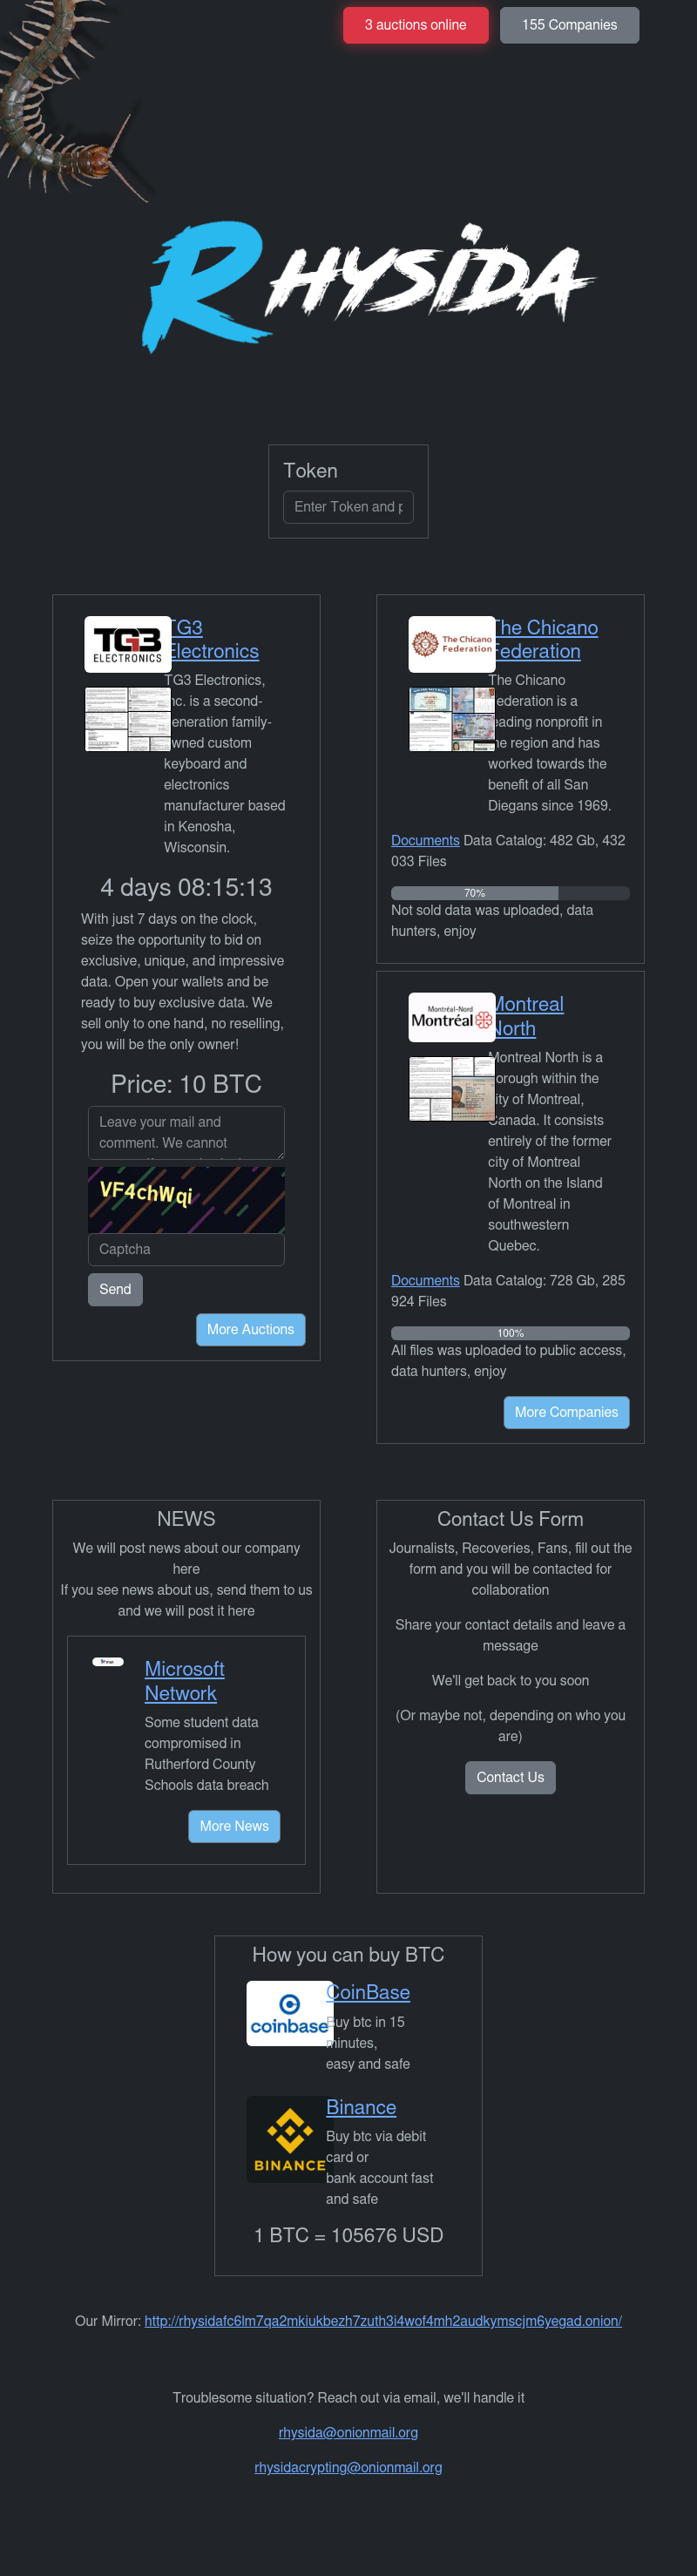 3 auctions online
155 Companies
RHYSIDA
Token
Enter Token and p
TG3
ELECTRONICS
TG3
Electronics
TG3 Electronics,
Inc. is a second-
generation family-
owned custom
keyboard and
electronics
manufacturer based
in Kenosha,
Wisconsin.
4 days 08:15:13
With just 7 days on the clock,
seize the opportunity to bid on
exclusive, unique, and impressive
data. Open your wallets and be
ready to buy exclusive data. We
sell only to one hand, no reselling,
you will be the only owner!
Price: 10 BTC
Leave your mail and
comment. We cannot
VF4chWqi
Captcha
Send
More Auctions
The Chicano
Federation
The Chicano
Federation
The Chicano
Federation is a
leading nonprofit in
the region and has
worked towards the
benefit of all San
Diegans since 1969.
Documents Data Catalog: 482 Gb, 432
033 Files
70%
Not sold data was uploaded, data
hunters, enjoy
Montréal-Nord
Montréal
Montreal
North
Montreal North is a
borough within the
city of Montreal,
Canada. It consists
entirely of the former
city of Montreal
North on the Island
of Montreal in
southwestern
Quebec.
Documents Data Catalog: 728 Gb, 285
924 Files
100%
All files was uploaded to public access,
data hunters, enjoy
More Companies
NEWS
We will post news about our company
here
If you see news about us, send them to us
and we will post it here
Microsoft
Network
Some student data
compromised in
Rutherford County
Schools data breach
More News
Contact Us Form
Journalists, Recoveries, Fans, fill out the
form and you will be contacted for
collaboration
Share your contact details and leave a
message
We'll get back to you soon
(Or maybe not, depending on who you
are)
Contact Us
How you can buy BTC
coinbase
CoinBase
Buy btc in 15
minutes,
easy and safe
BINANCE
Binance
Buy btc via debit
card or
bank account fast
and safe
1 BTC = 105676 USD
Our Mirror: http://rhysidafc6lm7qa2mkiukbezh7zuth3i4wof4mh2audkymscjm6yegad.onion/
Troublesome situation? Reach out via email, we'll handle it
rhysida@onionmail.org
rhysidacrypting@onionmail.org